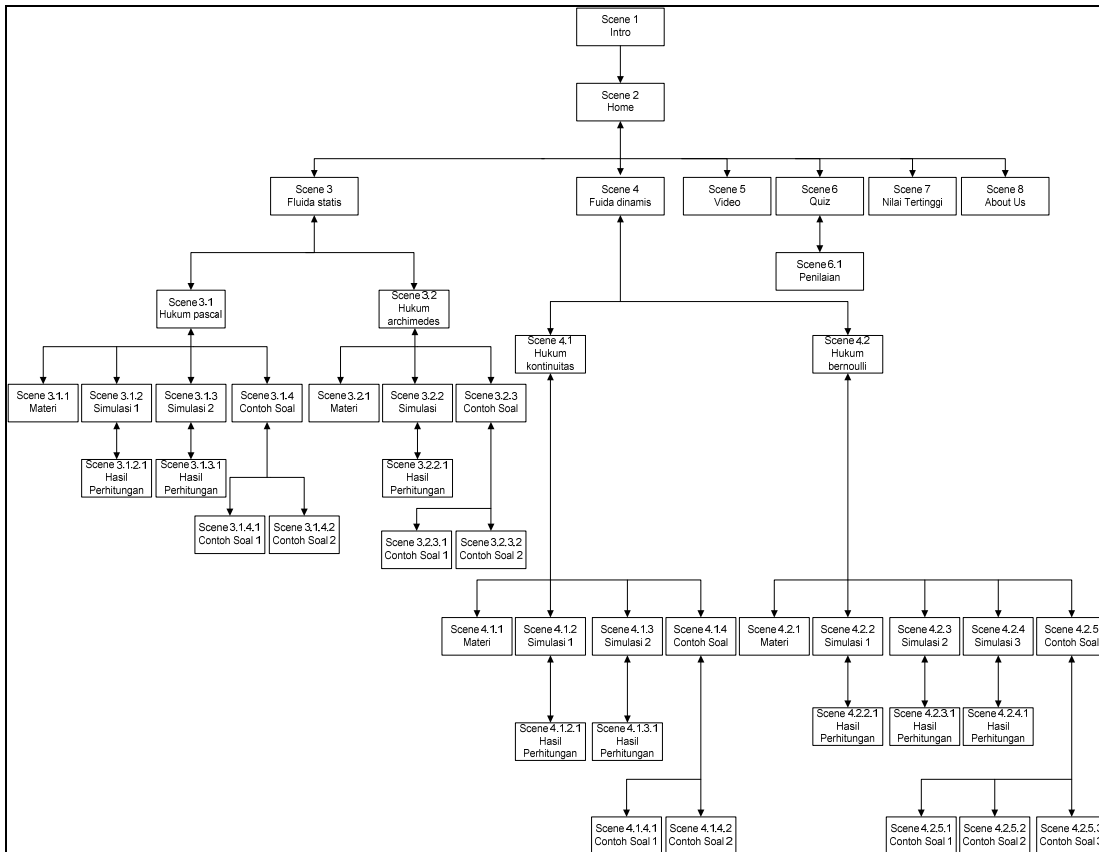 Scene 1
Intro
Scene 2
Home
Scene 3
Fluida statis
Scene 4
Fuida dinamis
Scene 5
Video
Scene 6
Quiz
Scene 7
Nilai Tertinggi
Scene 8
About Us
Scene 6.1
Penilaian
Scene 3.1
Hukum pascal
Scene 3.2
Hukum
archimedes
Scene 4.1
Hukum
kontinuitas
Scene 4.2
Hukum
bernoulli
Scene 3.1.1
Materi
Scene 3.1.2
Simulasi 1
Scene 3.1.3
Simulasi 2
Scene 3.1.4
Contoh Soal
Scene 3.2.1
Materi
Scene 3.2.2
Simulasi
Scene 3.2.3
Contoh Soal
Scene 3.1.2.1
Hasil
Perhitungan
Scene 3.1.3.1
Hasil
Perhitungan
Scene 3.2.2.1
Hasil
Perhitungan
Scene 3.1.4.1
Contoh Soal 1
Scene 3.1.4.2
Contoh Soal 2
Scene 3.2.3.1
Contoh Soal 1
Scene 3.2.3.2
Contoh Soal 2
Scene 4.1.1
Materi
Scene 4.1.2
Simulasi 1
Scene 4.1.3
Simulasi 2
Scene 4.1.4
Contoh Soal
Scene 4.2.1
Materi
Scene 4.2.2
Simulasi 1
Scene 4.2.3
Simulasi 2
Scene 4.2.4
Simulasi 3
Scene 4.2.5
Contoh Soal
Scene 4.1.2.1
Hasil
Perhitungan
Scene 4.1.3.1
Hasil
Perhitungan
Scene 4.2.2.1
Hasil
Perhitungan
Scene 4.2.3.1
Hasil
Perhitungan
Scene 4.2.4.1
Hasil
Perhitungan
Scene 4.1.4.1
Contoh Soal 1
Scene 4.1.4.2
Contoh Soal 2
Scene 4.2.5.1
Contoh Soal 1
Scene 4.2.5.2
Contoh Soal 2
Scene 4.2.5.3
Contoh Soal 3